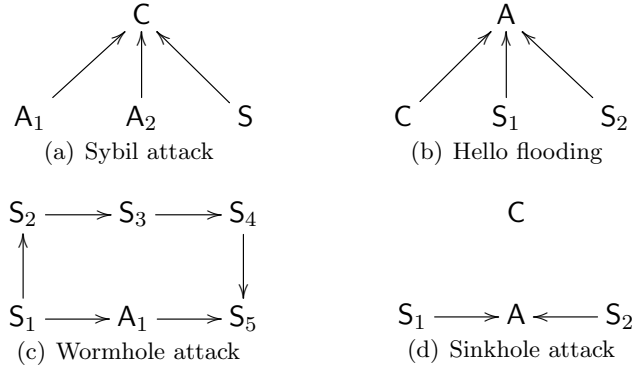 C
A₁ A₂ S
(a) Sybil attack
A
C S₁ S₂
(b) Hello flooding
S₂ S₃ S₄
S₁ A₁ S₅
(c) Wormhole attack
C
S₁ A S₂
(d) Sinkhole attack